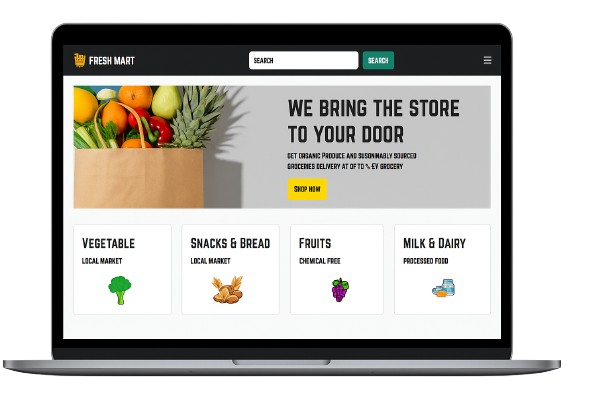 FRESH MART
SEARCH
SEARCH
WE BRING THE STORE
TO YOUR DOOR
GET ORGANIC PRODUCE AND SUSONINABLY SOURCED
GROCERIES DELIVERY AT OF TO % EV GROCERY
SHOP NOW
VEGETABLE
LOCAL MARKET
SNACKS & BREAD
LOCAL MARKET
FRUITS
CHEMICAL FREE
MILK & DAIRY
PROCESSED FOOD